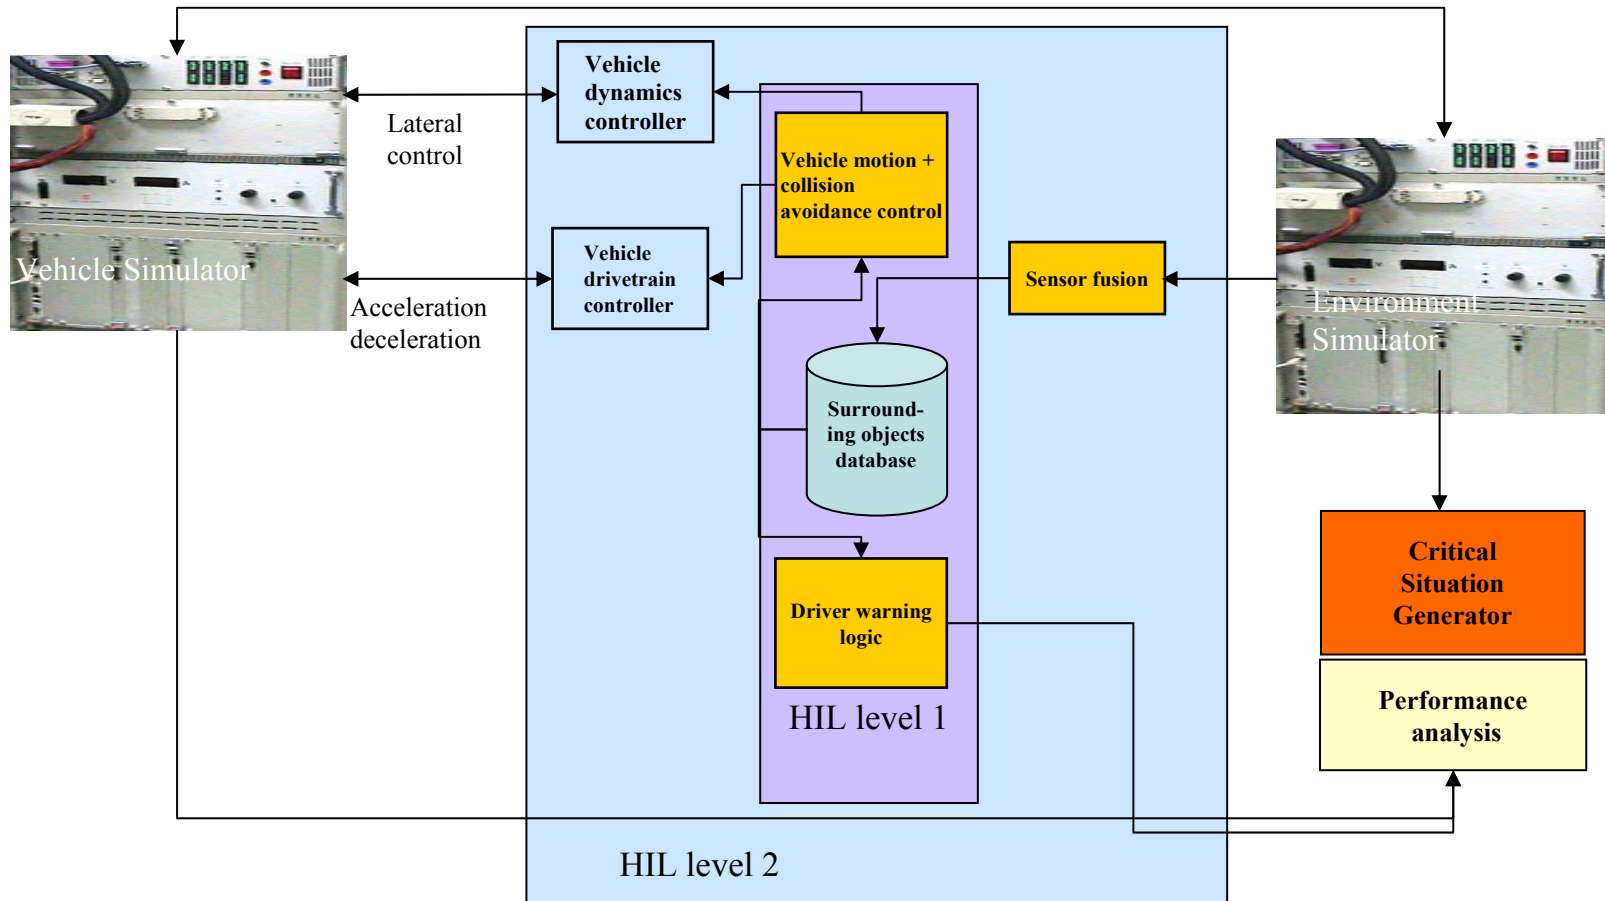 Vehicle
dynamics
controller
Lateral
control
Vehicle motion +
collision
avoidance control
Vehicle Simulator
Vehicle
drivetrain
controller
Sensor fusion
Acceleration
deceleration
Environment
Simulator
Surround-
ing objects
database
Critical
Situation
Generator
Driver warning
logic
HIL level 1
Performance
analysis
HIL level 2